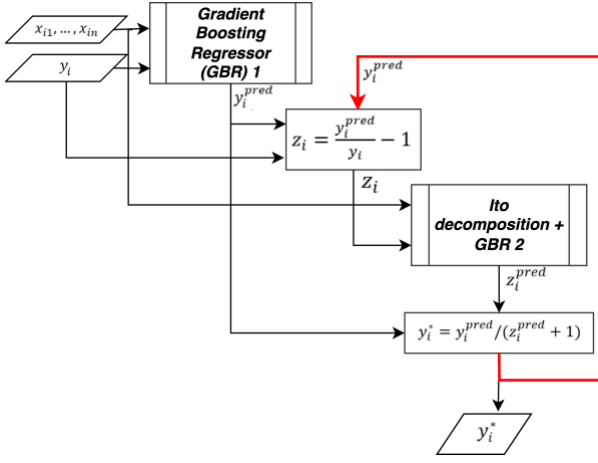 x_{i1}, ..., x_{in}
y_i
Gradient
Boosting
Regressor
(GBR) 1
y_i^{pred}
y_i^{pred}
z_i = \frac{y_i^{pred}}{y_i} - 1
z_i
Ito
decomposition +
GBR 2
z_i^{pred}
y_i^* = y_i^{pred}/(z_i^{pred} + 1)
y_i^*